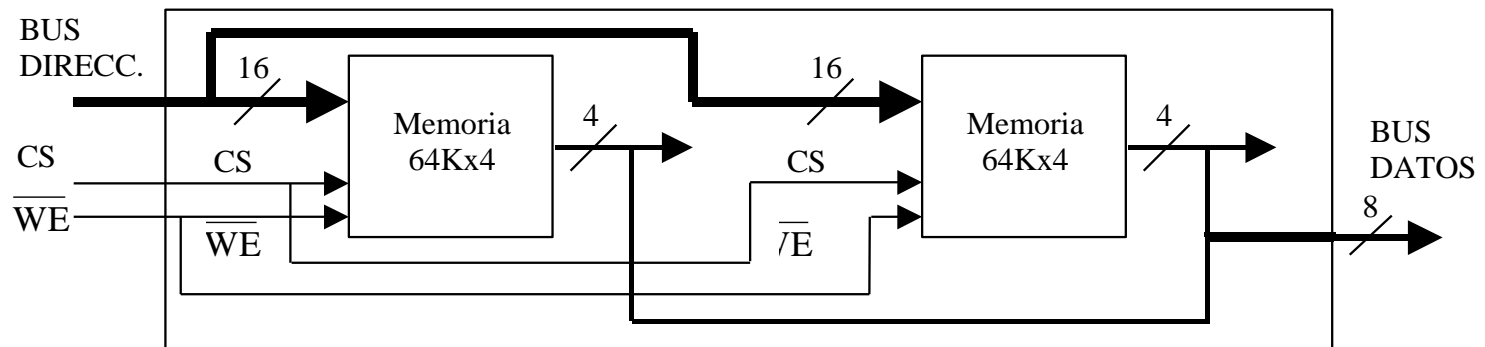 BUS
DIRECC.
16
16
Memoria
64Kx4
4
Memoria
64Kx4
4
BUS
DATOS
CS
CS
CS
8
WE
WE